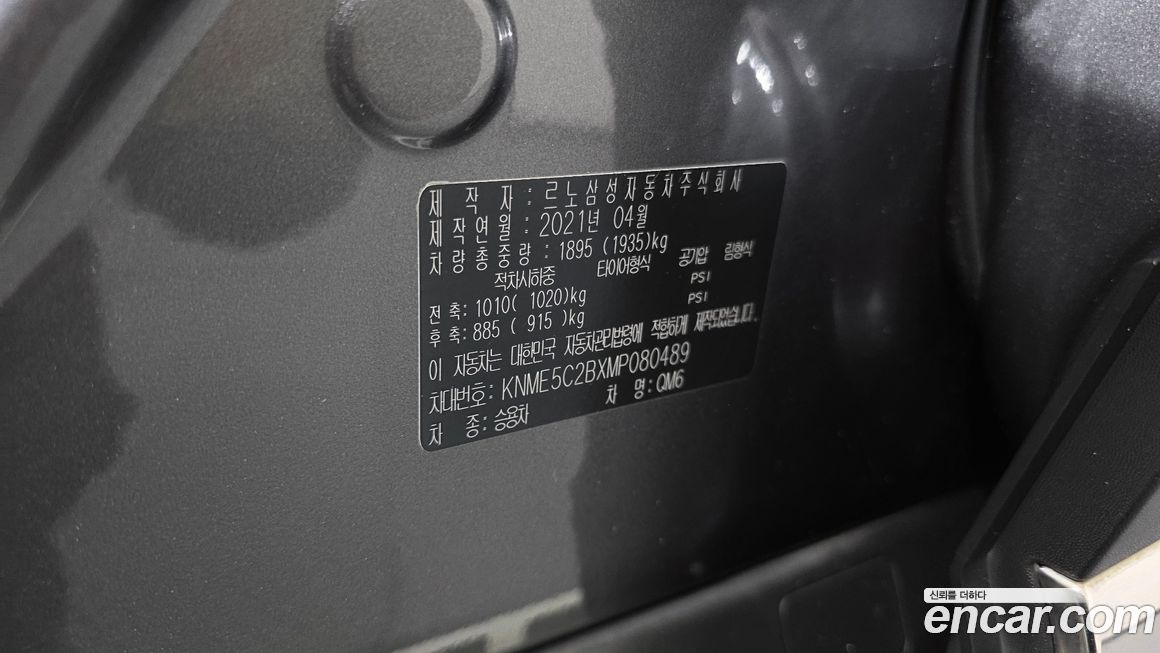 제 작 자 : 르노삼성자동차주식회사
제작연월 : 2021년 04월
차량총중량 : 1895 (1935)kg
적차시하중 타이어형식 공기압 림형식
전 축: 1010( 1020)kg PSI
후 축: 885 ( 915 )kg PSI
이 자동차는 대한민국 자동차관리법령에 적합하게 제작되었습니다.
차대번호: KNME5C2BXMP080489
차 종: 승용차 차 명: QM6
신뢰를 더하다
encar.com